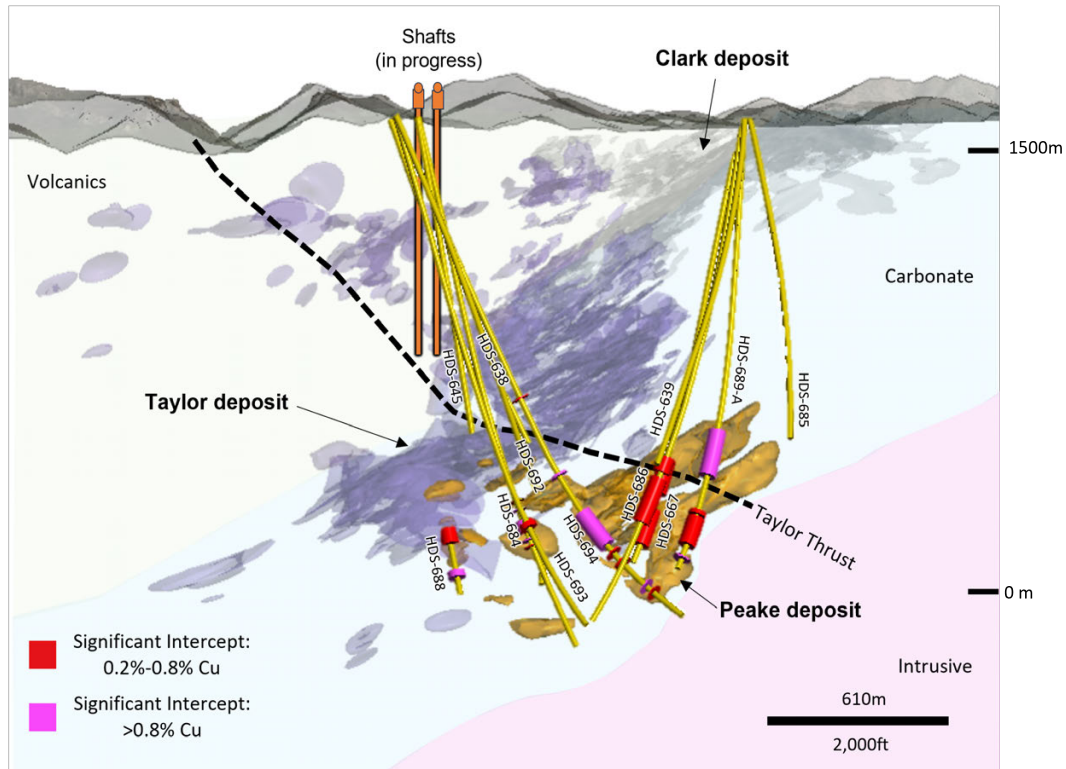 Shafts
(in progress)
Clark deposit
1500m
Volcanics
Carbonate
HDS-645
HDS-638
HDS-639
HDS-689-A
HDS-685
Taylor deposit
HDS-692
HDS-686
HDS-667
HDS-684
HDS-694
Taylor Thrust
HDS-688
HDS-693
0 m
Peake deposit
Significant Intercept:
0.2%-0.8% Cu
Intrusive
Significant Intercept:
>0.8% Cu
610m
2,000ft